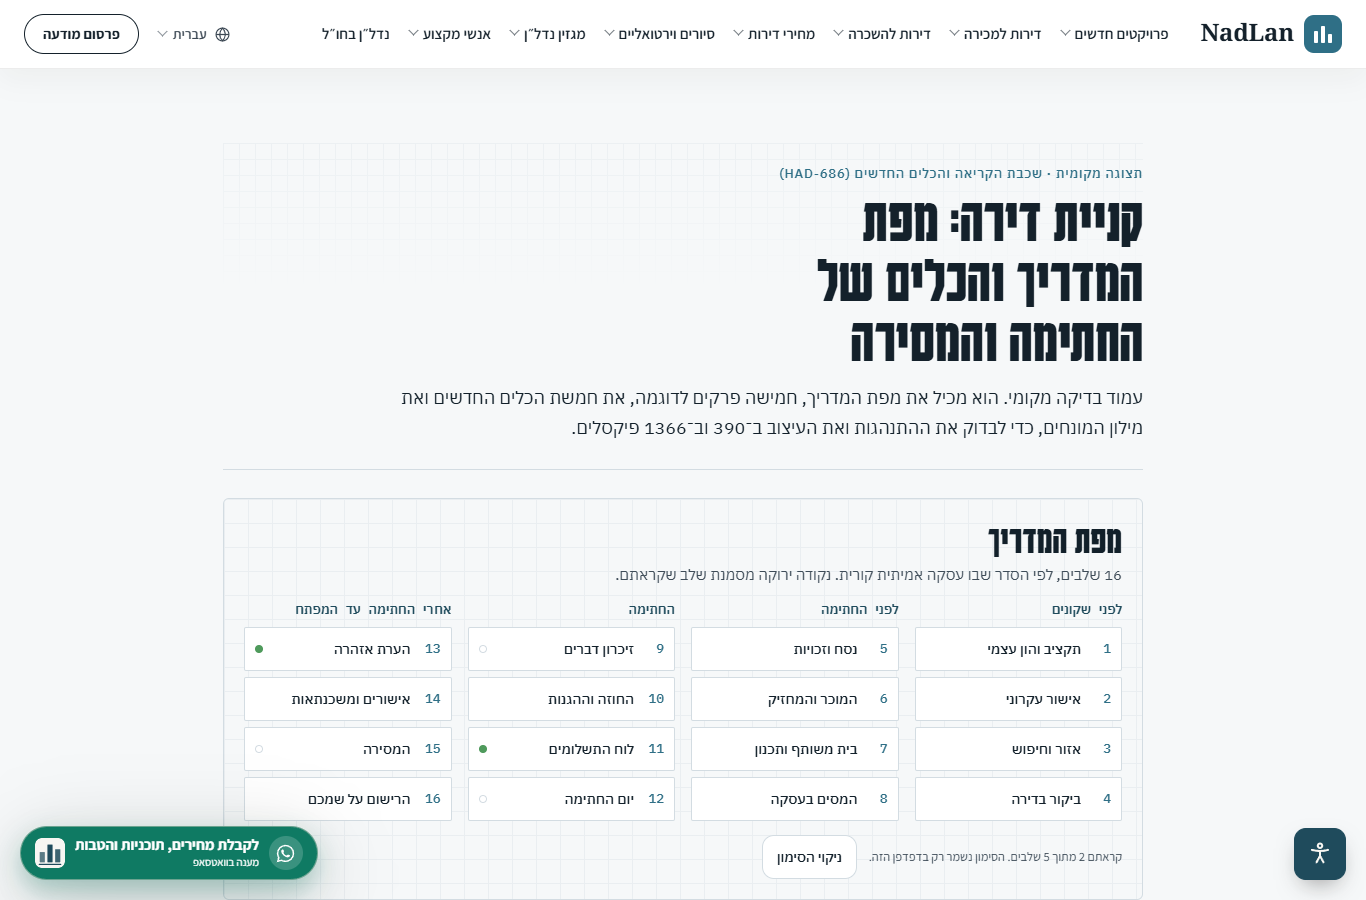 NadLan
פרויקטים חדשים
דירות למכירה
דירות להשכרה
מחירי דירות
סיורים וירטואליים
מגזין נדל״ן
אנשי מקצוע
נדל״ן בחו״ל
עברית
פרסום מודעה
תצוגה מקומית · שכבת הקריאה והכלים החדשים (HAD-686)
קניית דירה: מפת
המדריך והכלים של
החתימה והמסירה
עמוד בדיקה מקומי. הוא מכיל את מפת המדריך, חמישה פרקים לדוגמה, את חמשת הכלים החדשים ואת
מילון המונחים, כדי לבדוק את ההתנהגות ואת העיצוב ב־390 וב־1366 פיקסלים.
מפת המדריך
16 שלבים, לפי הסדר שבו עסקה אמיתית קורית. נקודה ירוקה מסמנת שלב שקראתם.
לפני שקונים
1 תקציב והון עצמי
2 אישור עקרוני
3 אזור וחיפוש
4 ביקור בדירה
לפני החתימה
5 נסח וזכויות
6 המוכר והמחזיק
7 בית משותף ותכנון
8 המסים בעסקה
החתימה
9 זיכרון דברים
10 החוזה וההגנות
11 לוח התשלומים
12 יום החתימה
אחרי החתימה עד המפתח
13 הערת אזהרה
14 אישורים ומשכנתאות
15 המסירה
16 הרישום על שמכם
קראתם 2 מתוך 5 שלבים. הסימון נשמר רק בדפדפן הזה.
ניקוי הסימון
לקבלת מחירים, תוכניות והטבות
מענה בוואטסאפ